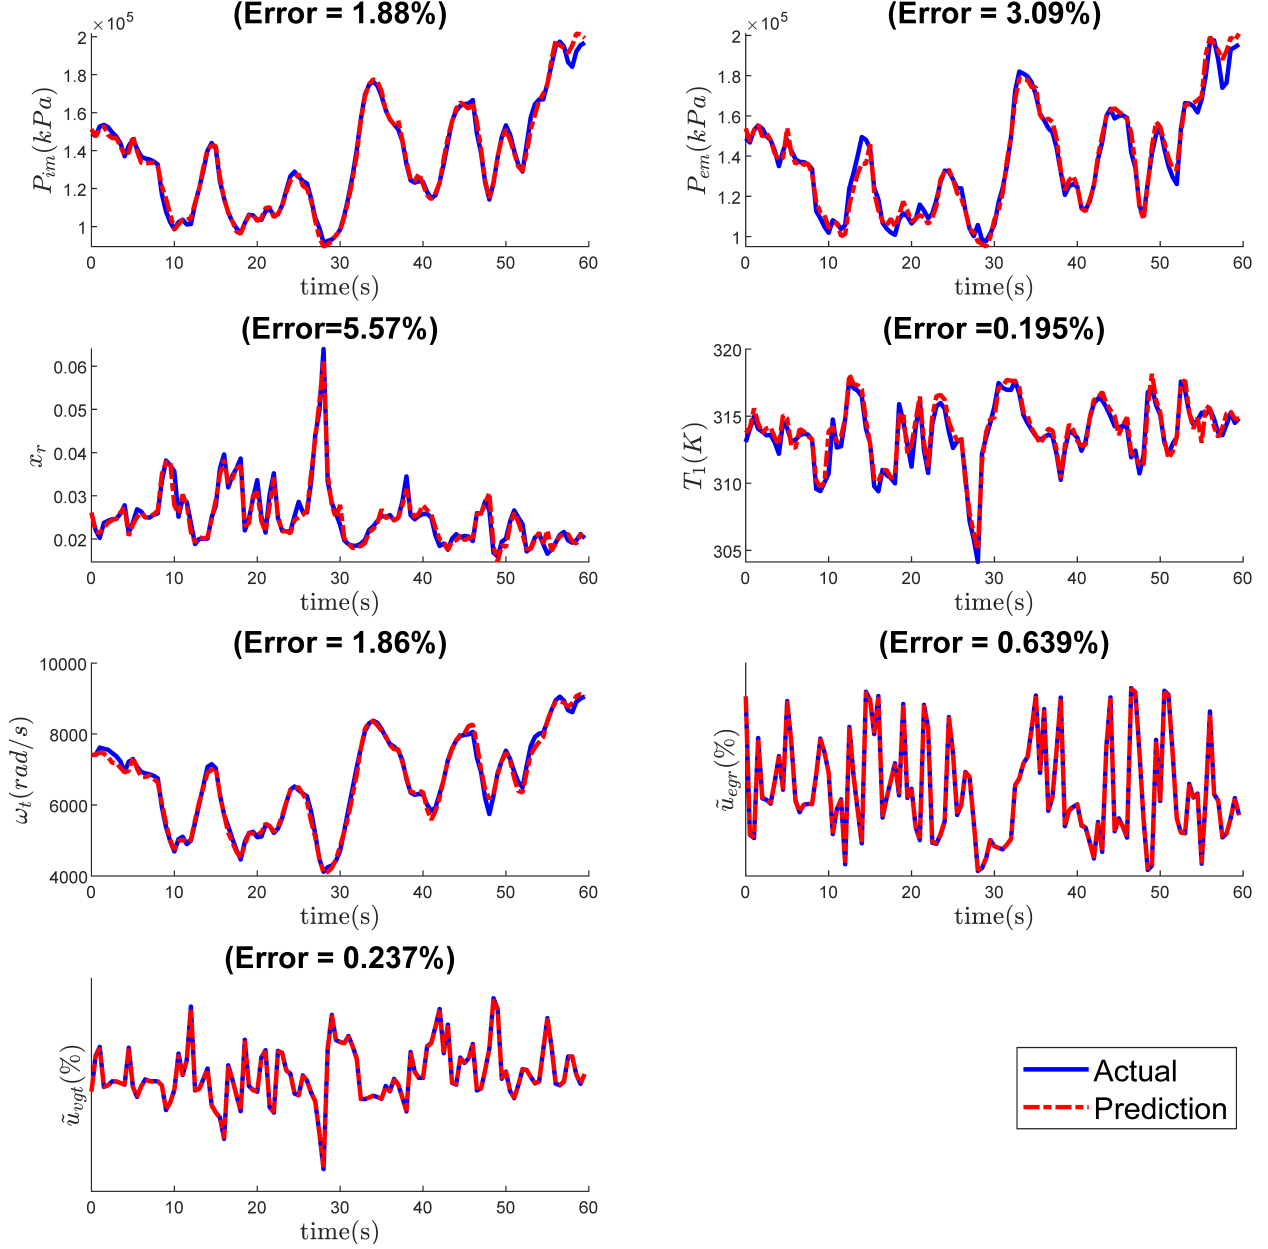 (Error = 1.88%)
×10⁵
2
1.8
1.6
1.4
1.2
1
P_im(kPa)
0 10 20 30 40 50 60
time(s)
(Error = 3.09%)
×10⁵
2
1.8
1.6
1.4
1.2
1
P_em(kPa)
0 10 20 30 40 50 60
time(s)
(Error=5.57%)
0.06
0.05
0.04
0.03
0.02
x_r
0 10 20 30 40 50 60
time(s)
(Error =0.195%)
320
315
310
305
T_1(K)
0 10 20 30 40 50 60
time(s)
(Error = 1.86%)
10000
8000
6000
4000
ω_t(rad/s)
0 10 20 30 40 50 60
time(s)
(Error = 0.639%)
ũ_egr(%)
0 10 20 30 40 50 60
time(s)
(Error = 0.237%)
ũ_vgt(%)
0 10 20 30 40 50 60
time(s)
Actual
Prediction